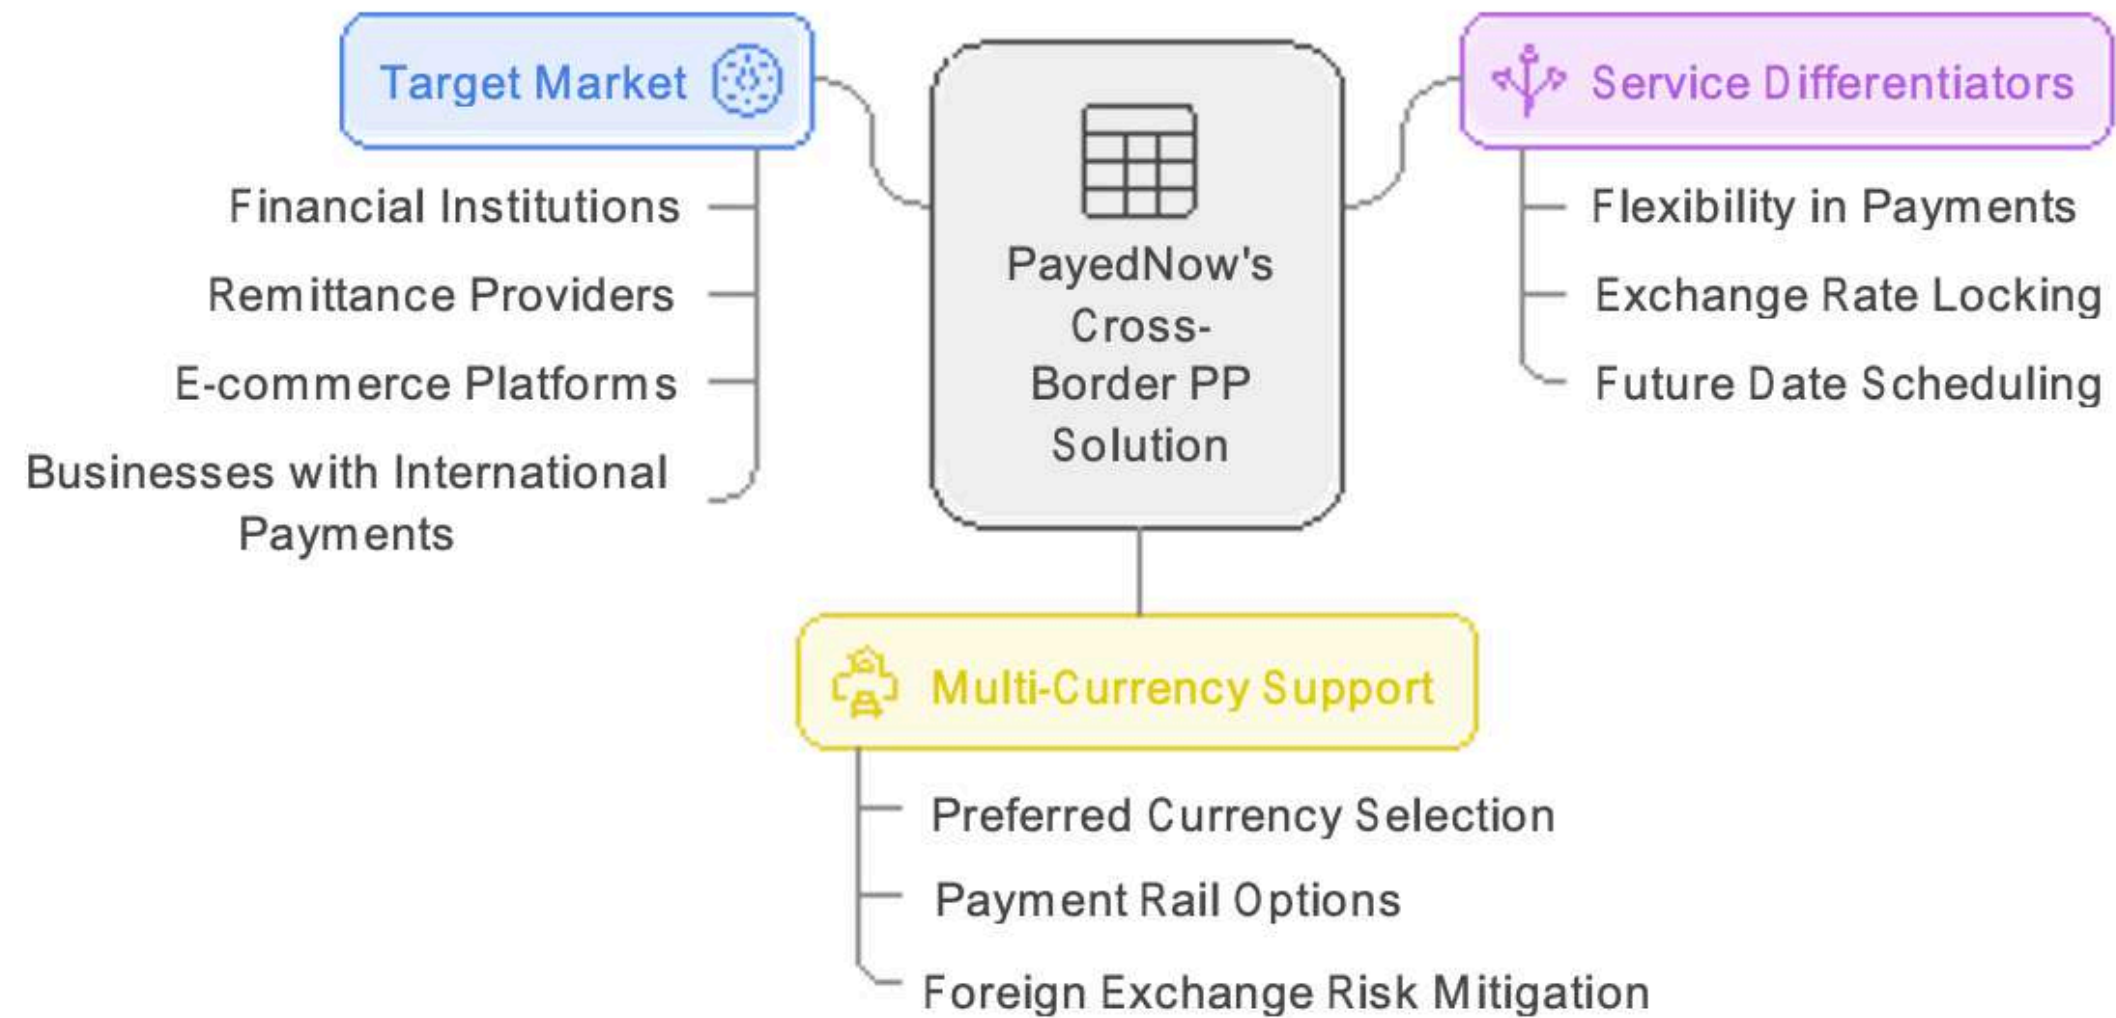 Target Market
Financial Institutions
Remittance Providers
E-commerce Platforms
Businesses with International
Payments
PayedNow's
Cross-
Border PP
Solution
Service Differentiators
Flexibility in Payments
Exchange Rate Locking
Future Date Scheduling
Multi-Currency Support
Preferred Currency Selection
Payment Rail Options
Foreign Exchange Risk Mitigation